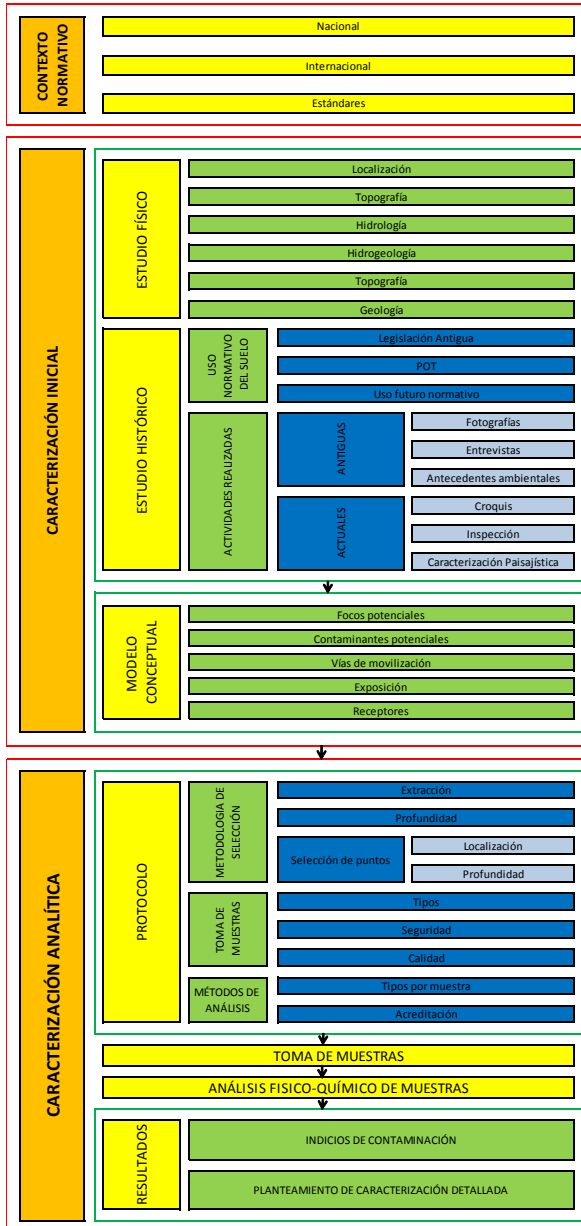 CONTEXTO
NORMATIVO
Nacional
Internacional
Estándares
CARACTERIZACIÓN INICIAL
ESTUDIO FÍSICO
Localización
Topografía
Hidrología
Hidrogeología
Topografía
Geología
ESTUDIO HISTÓRICO
USO
NORMATIVO
DEL SUELO
Legislación Antigua
POT
Uso futuro normativo
ACTIVIDADES REALIZADAS
ANTIGUAS
Fotografías
Entrevistas
Antecedentes ambientales
ACTUALES
Croquis
Inspección
Caracterización Paisajística
MODELO
CONCEPTUAL
Focos potenciales
Contaminantes potenciales
Vías de movilización
Exposición
Receptores
CARACTERIZACIÓN ANALÍTICA
PROTOCOLO
METODOLOGIA DE
SELECCIÓN
Extracción
Profundidad
Selección de puntos
Localización
Profundidad
TOMA DE
MUESTRAS
Tipos
Seguridad
Calidad
MÉTODOS DE
ANÁLISIS
Tipos por muestra
Acreditación
TOMA DE MUESTRAS
ANÁLISIS FISICO-QUÍMICO DE MUESTRAS
RESULTADOS
INDICIOS DE CONTAMINACIÓN
PLANTEAMIENTO DE CARACTERIZACIÓN DETALLADA